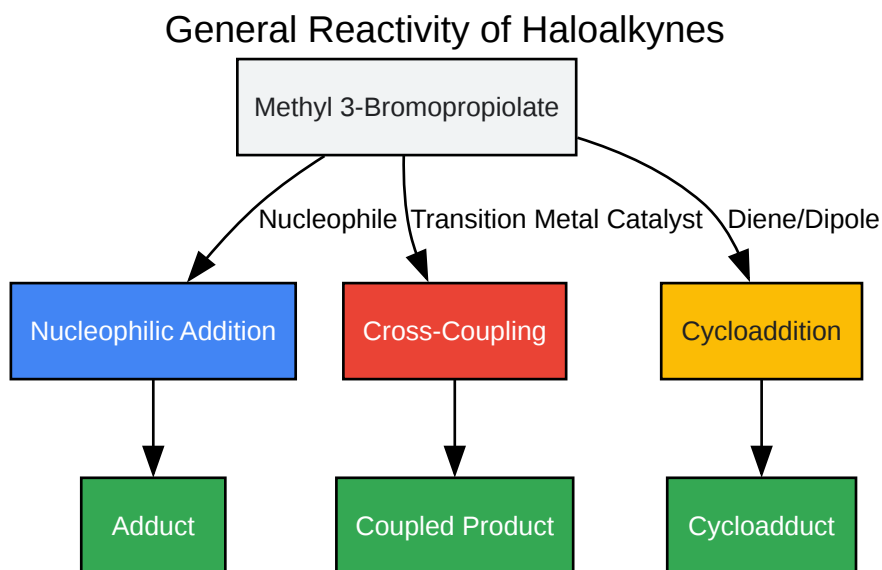 General Reactivity of Haloalkynes
Methyl 3-Bromopropiolate
Nucleophile
Transition Metal Catalyst
Diene/Dipole
Nucleophilic Addition
Cross-Coupling
Cycloaddition
Adduct
Coupled Product
Cycloadduct